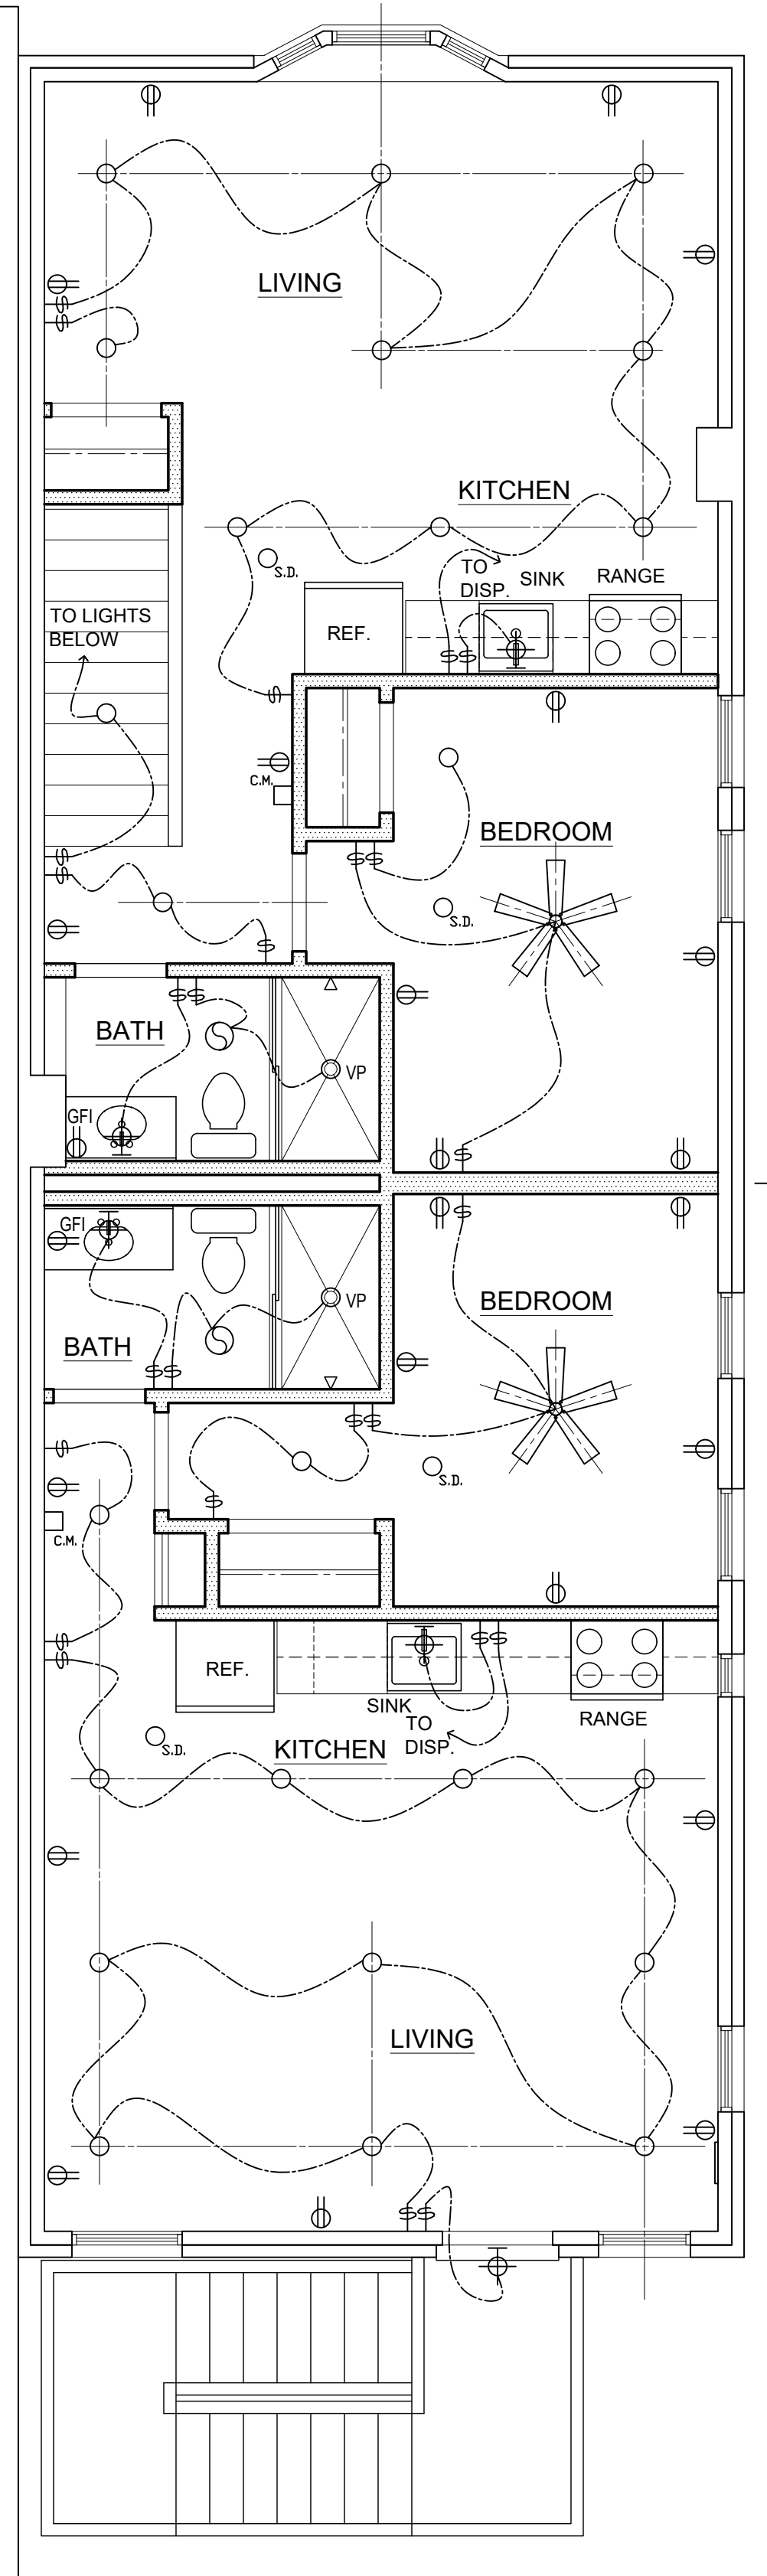 LIVING
KITCHEN
TO
DISP.
SINK
RANGE
S.D.
REF.
TO LIGHTS
BELOW
C.M.
BEDROOM
S.D.
BATH
VP
GFI
GFI
VP
BEDROOM
BATH
S.D.
C.M.
REF.
SINK
TO
DISP.
RANGE
S.D.
KITCHEN
LIVING